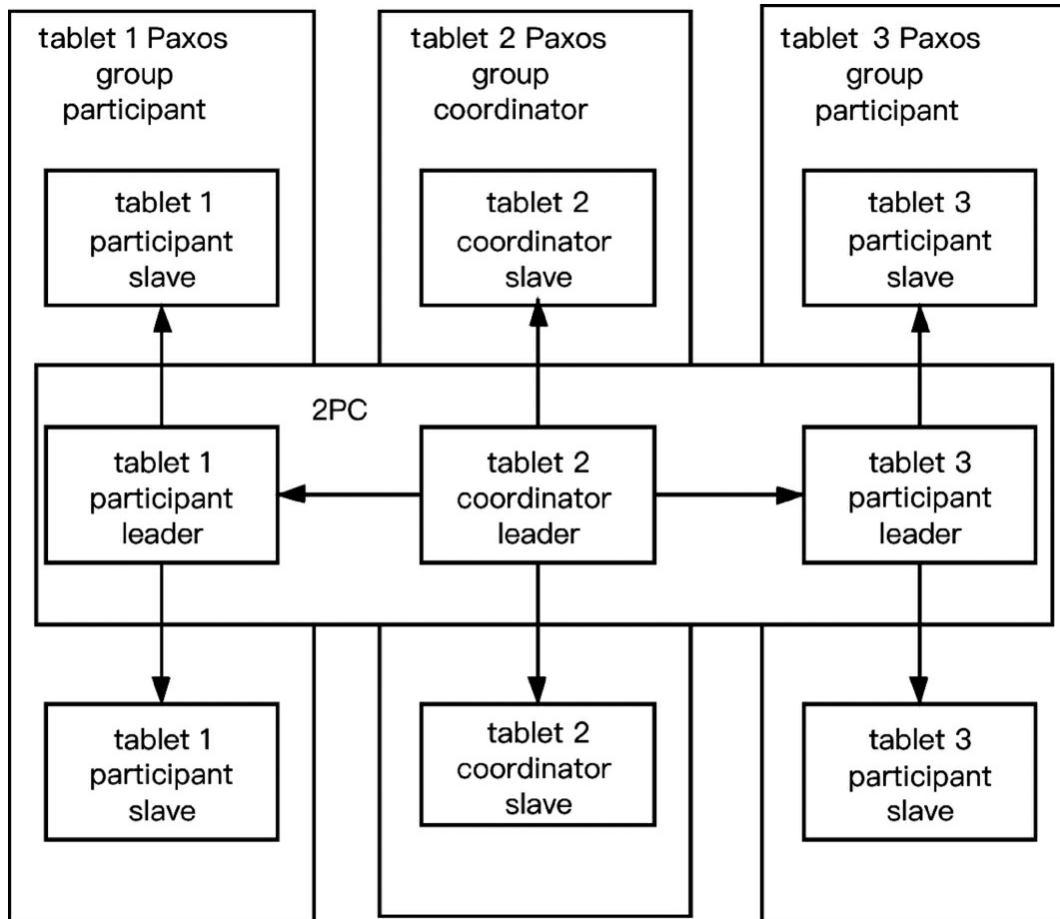 tablet 1 Paxos
group
participant
tablet 2 Paxos
group
coordinator
tablet 3 Paxos
group
participant
tablet 1
participant
slave
tablet 2
coordinator
slave
tablet 3
participant
slave
2PC
tablet 1
participant
leader
tablet 2
coordinator
leader
tablet 3
participant
leader
tablet 1
participant
slave
tablet 2
coordinator
slave
tablet 3
participant
slave